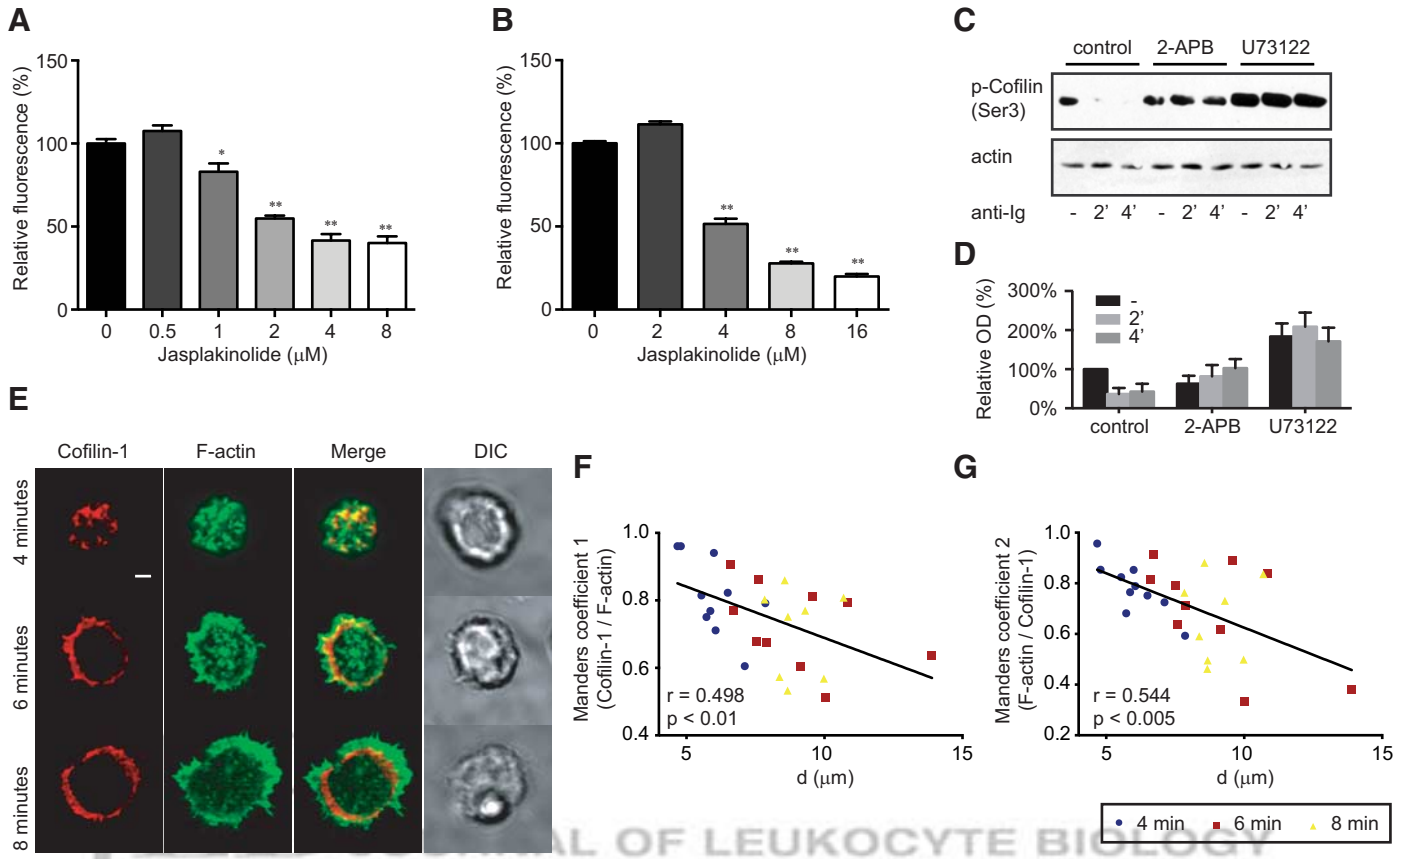 A
150
100
50
0
Relative fluorescence (%)
*
**
**
**
0 0.5 1 2 4 8
Jasplakinolide (μM)
B
150
100
50
0
Relative fluorescence (%)
**
**
**
0 2 4 8 16
Jasplakinolide (μM)
C
control 2-APB U73122
p-Cofilin
(Ser3)
actin
anti-Ig - 2’ 4’ - 2’ 4’ - 2’ 4’
D
300%
200%
100%
0%
Relative OD (%)
-
2’
4’
control 2-APB U73122
E
Cofilin-1 F-actin Merge DIC
4 minutes
6 minutes
8 minutes
F
1.0
0.8
0.6
0.4
Manders coefficient 1
(Cofilin-1 / F-actin)
r = 0.498
p < 0.01
5 10 15
d (μm)
G
1.0
0.8
0.6
0.4
0.2
Manders coefficient 2
(F-actin / Cofilin-1)
r = 0.544
p < 0.005
5 10 15
d (μm)
4 min 6 min 8 min
JOURNAL OF LEUKOCYTE BIOLOGY